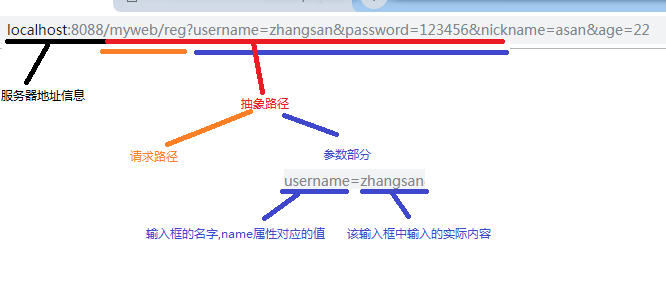 localhost:8088/myweb/reg?username=zhangsan&password=123456&nickname=asan&age=22
服务器地址信息
抽象路径
请求路径
参数部分
username=zhangsan
输入框的名字,name属性对应的值
该输入框中输入的实际内容